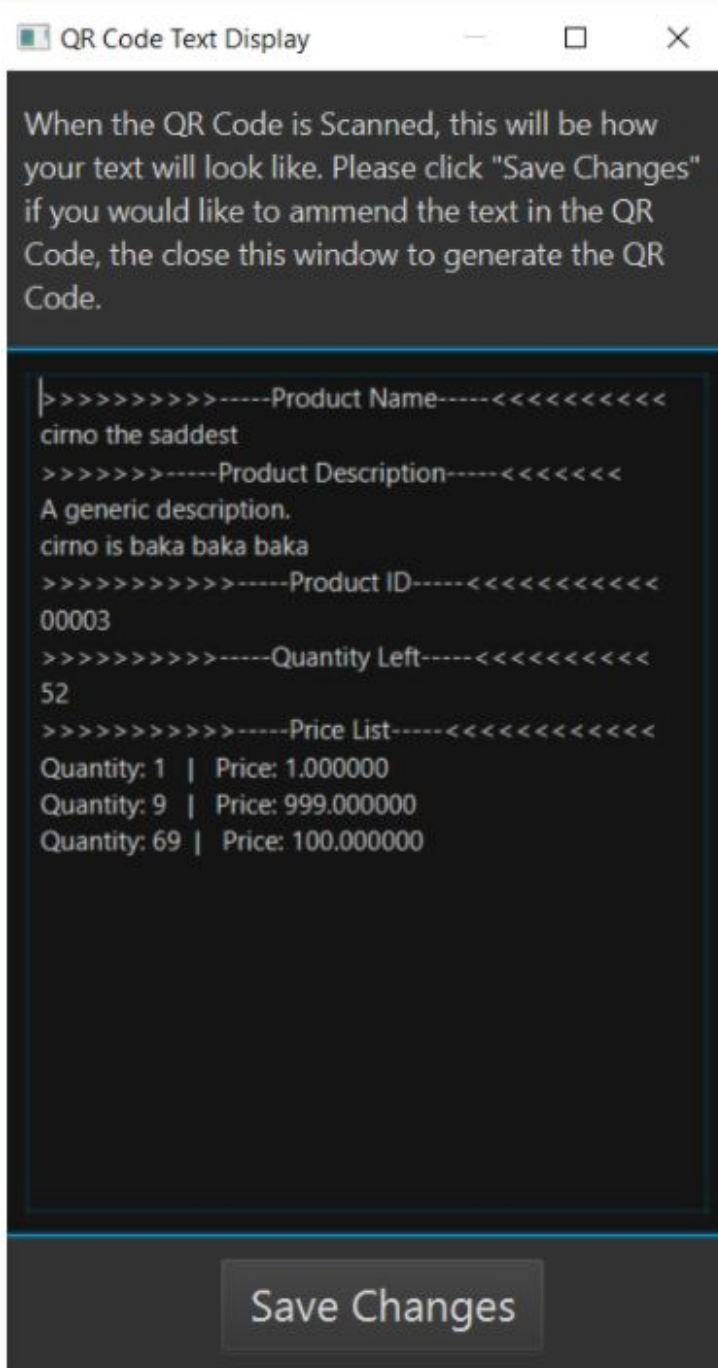 QR Code Text Display
When the QR Code is Scanned, this will be how
your text will look like. Please click "Save Changes"
if you would like to ammend the text in the QR
Code, the close this window to generate the QR
Code.
>>>>>>>>>>-----Product Name-----<<<<<<<<<<
cirno the saddest
>>>>>>>-----Product Description-----<<<<<<<
A generic description.
cirno is baka baka baka
>>>>>>>>>>>-----Product ID-----<<<<<<<<<<<
00003
>>>>>>>>>>-----Quantity Left-----<<<<<<<<<<
52
>>>>>>>>>>>-----Price List-----<<<<<<<<<<<<
Quantity: 1 | Price: 1.000000
Quantity: 9 | Price: 999.000000
Quantity: 69 | Price: 100.000000
Save Changes